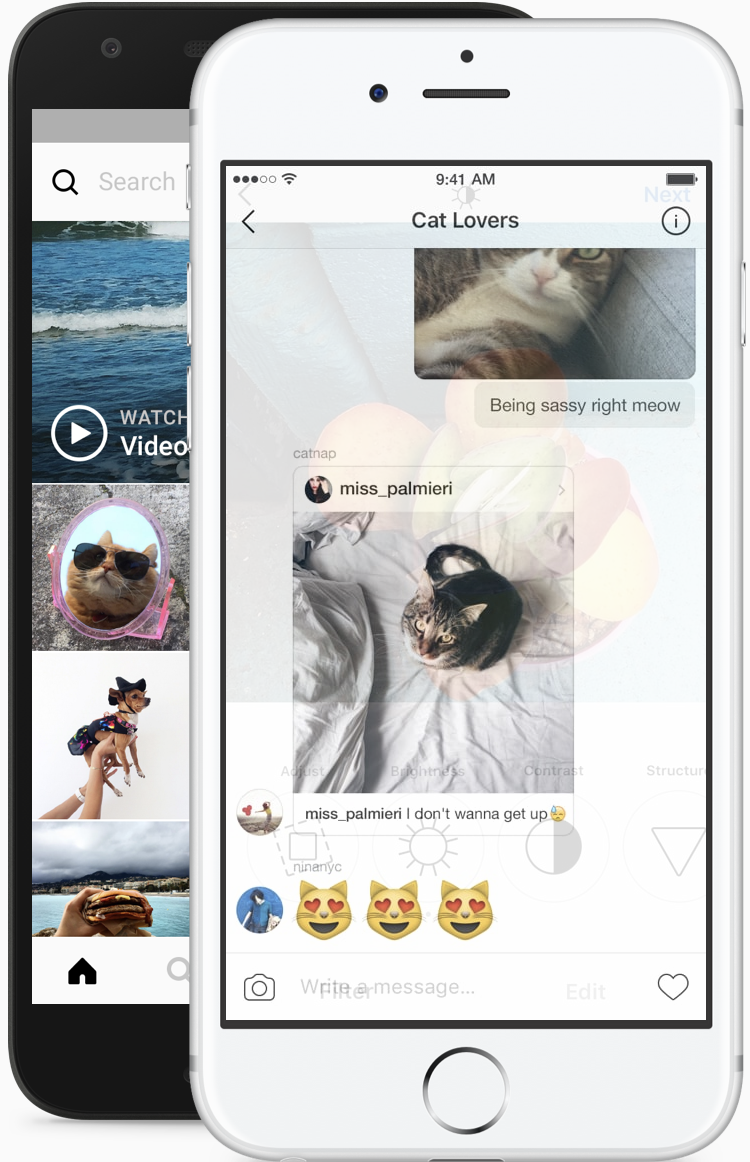 Search
WATCH
Video
9:41 AM
Next
Cat Lovers
Being sassy right meow
catnap
miss_palmieri
Adjust
Brightness
Contrast
Structure
miss_palmieri I don't wanna get up
ninanyc
Write a message...
Filter
Edit